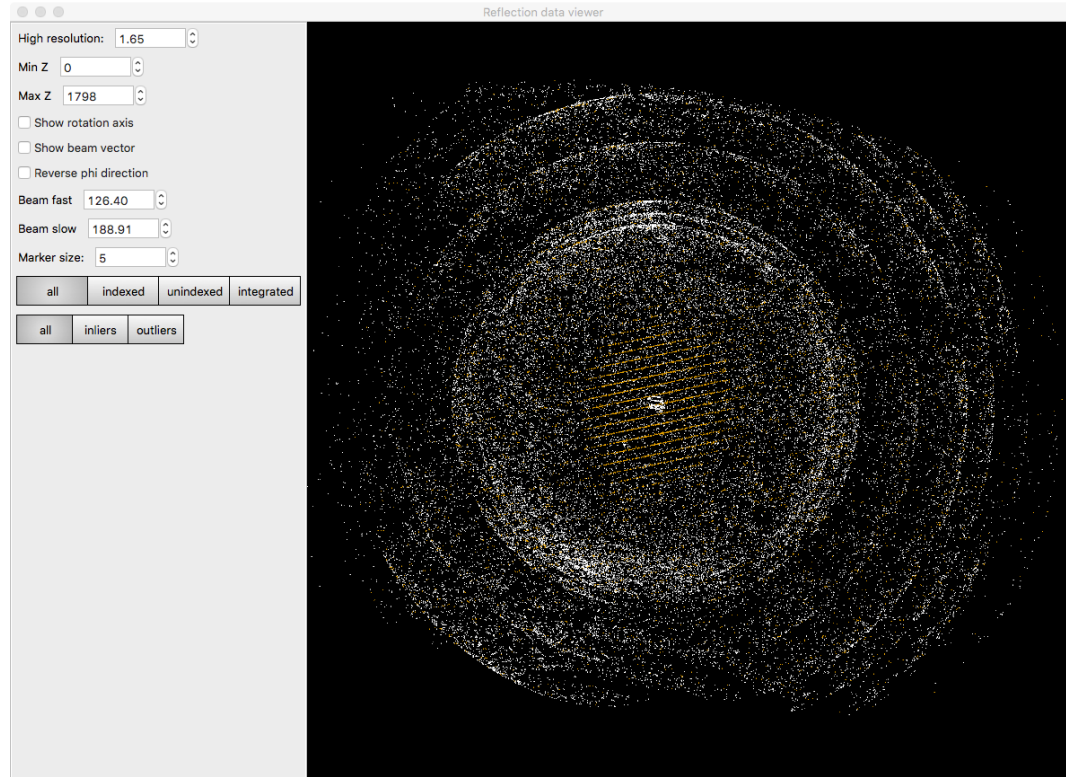 Reflection data viewer
High resolution: 1.65
Min Z 0
Max Z 1798
Show rotation axis
Show beam vector
Reverse phi direction
Beam fast 126.40
Beam slow 188.91
Marker size: 5
all indexed unindexed integrated
all inliers outliers